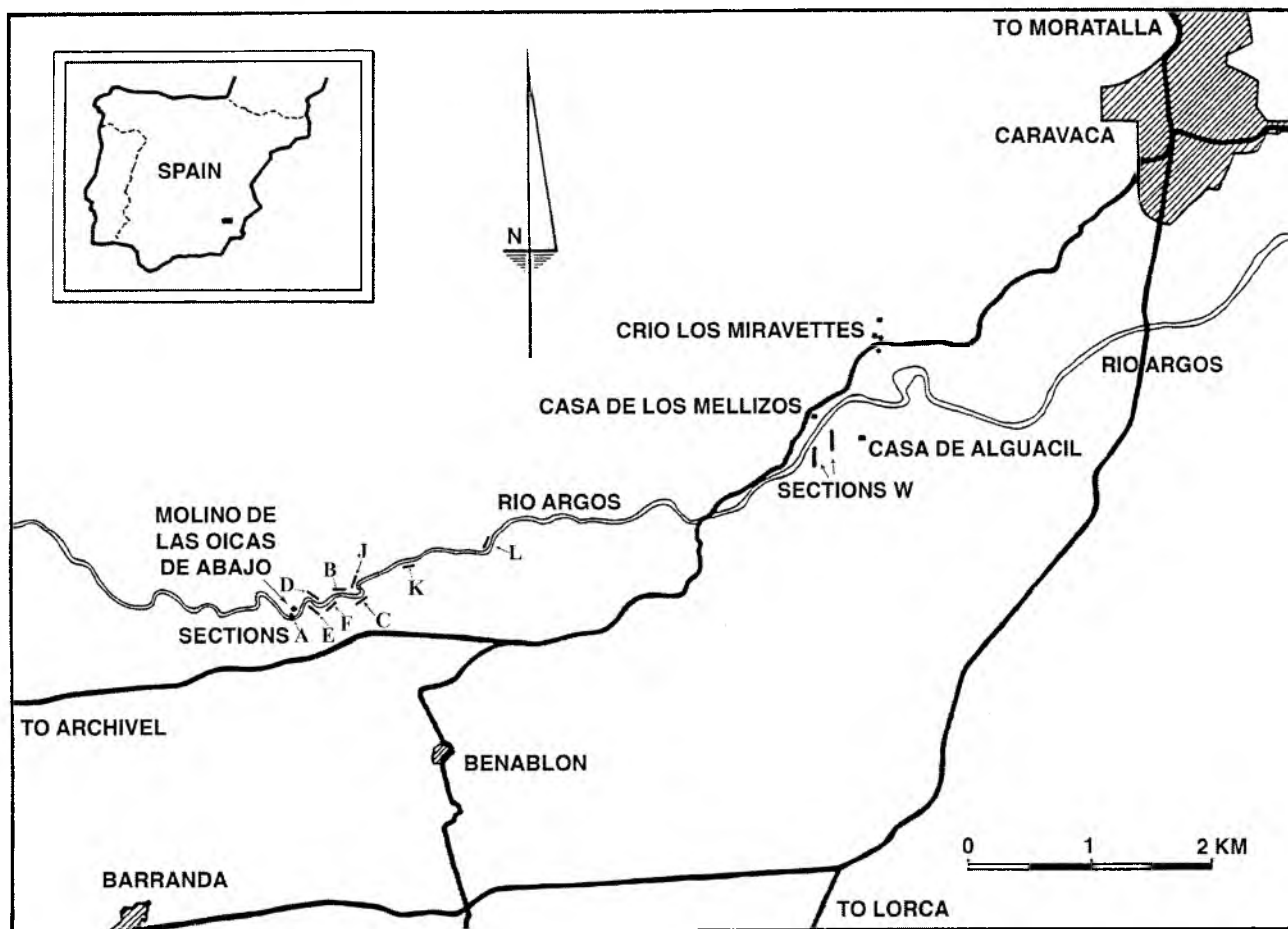 TO MORATALLA
CARAVACA
SPAIN
N
CRIO LOS MIRAVETTES
RIO ARGOS
CASA DE LOS MELLIZOS
CASA DE ALGUACIL
SECTIONS W
RIO ARGOS
MOLINO DE
LAS OICAS
DE ABAJO
J
L
B
D
K
F
C
SECTIONS A
E
TO ARCHIVEL
BENABLON
0 1 2 KM
BARRANDA
TO LORCA